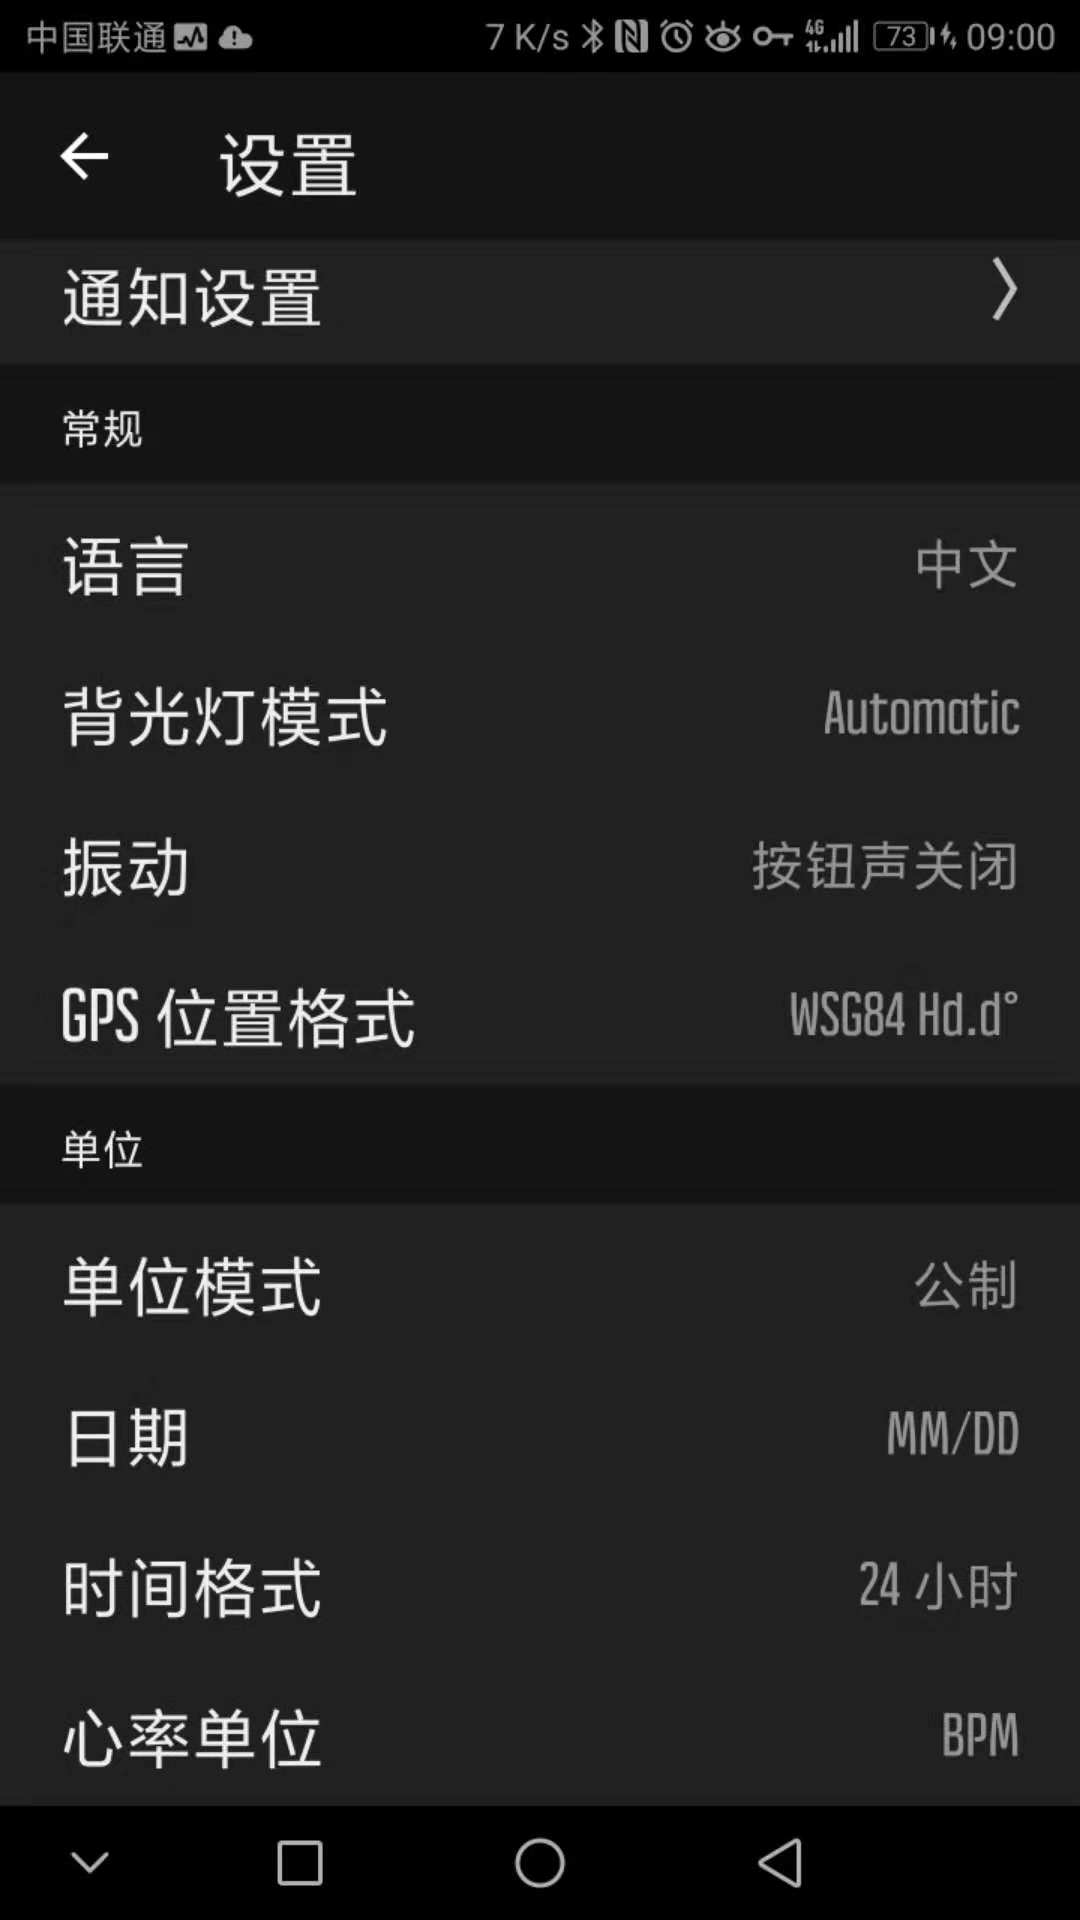 中国联通 7 K/s 4G 73 09:00
设置
通知设置
常规
语言 中文
背光灯模式 Automatic
振动 按钮声关闭
GPS 位置格式 WSG84 Hd.d°
单位
单位模式 公制
日期 MM/DD
时间格式 24 小时
心率单位 BPM